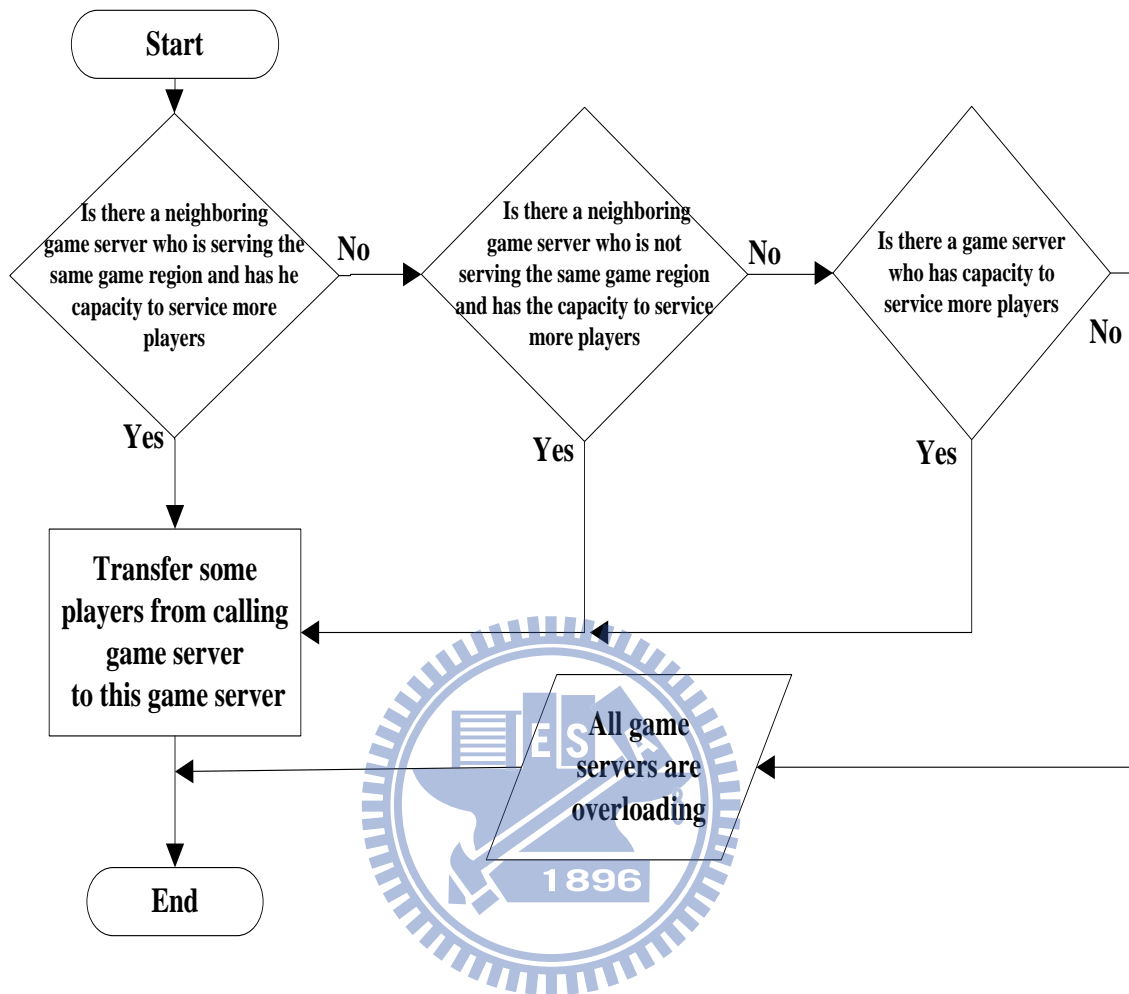 Start
Is there a neighboring
game server who is serving the
same game region and has he
capacity to service more
players
No
Is there a neighboring
game server who is not
serving the same game region
and has the capacity to service
more players
No
Is there a game server
who has capacity to
service more players
No
Yes
Yes
Yes
Transfer some
players from calling
game server
to this game server
All game
servers are
overloading
E S
1896
End